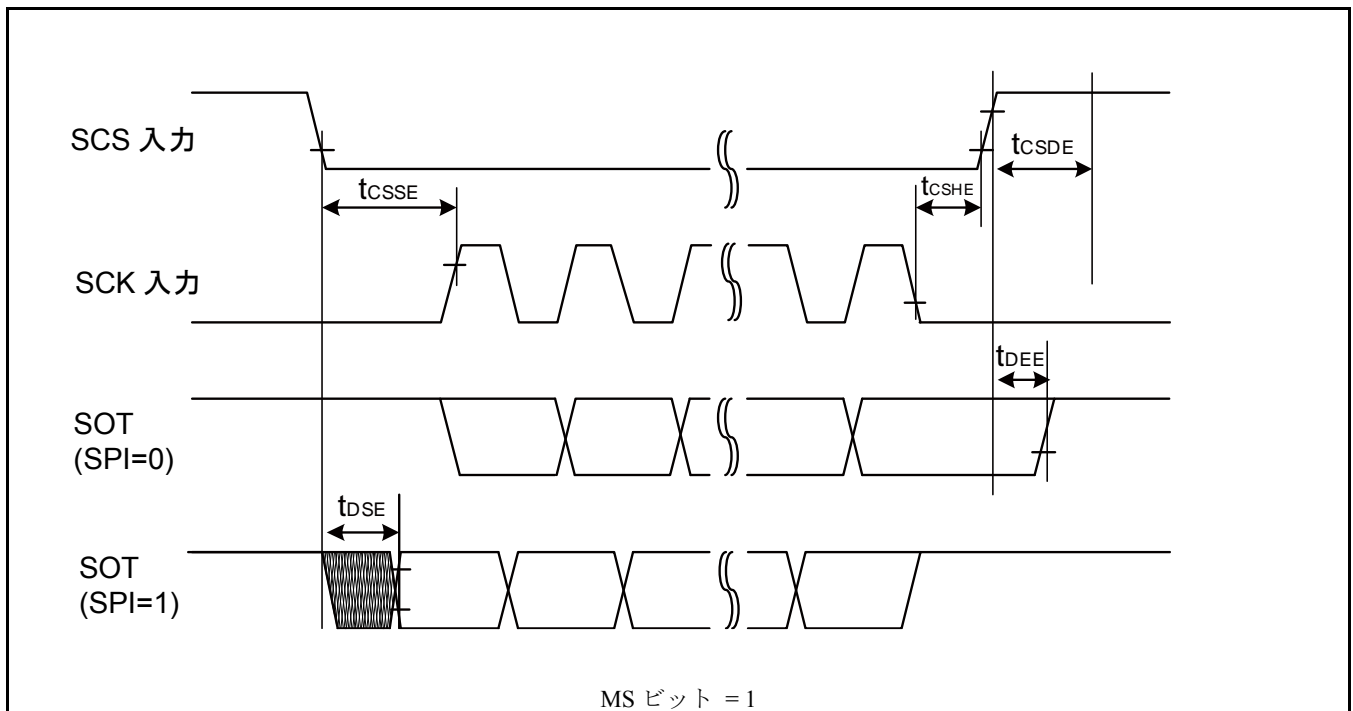 SCS 入力
tCSSE
tCSHE
tCSDE
SCK 入力
tDEE
SOT
(SPI=0)
tDSE
SOT
(SPI=1)
MS ビット = 1